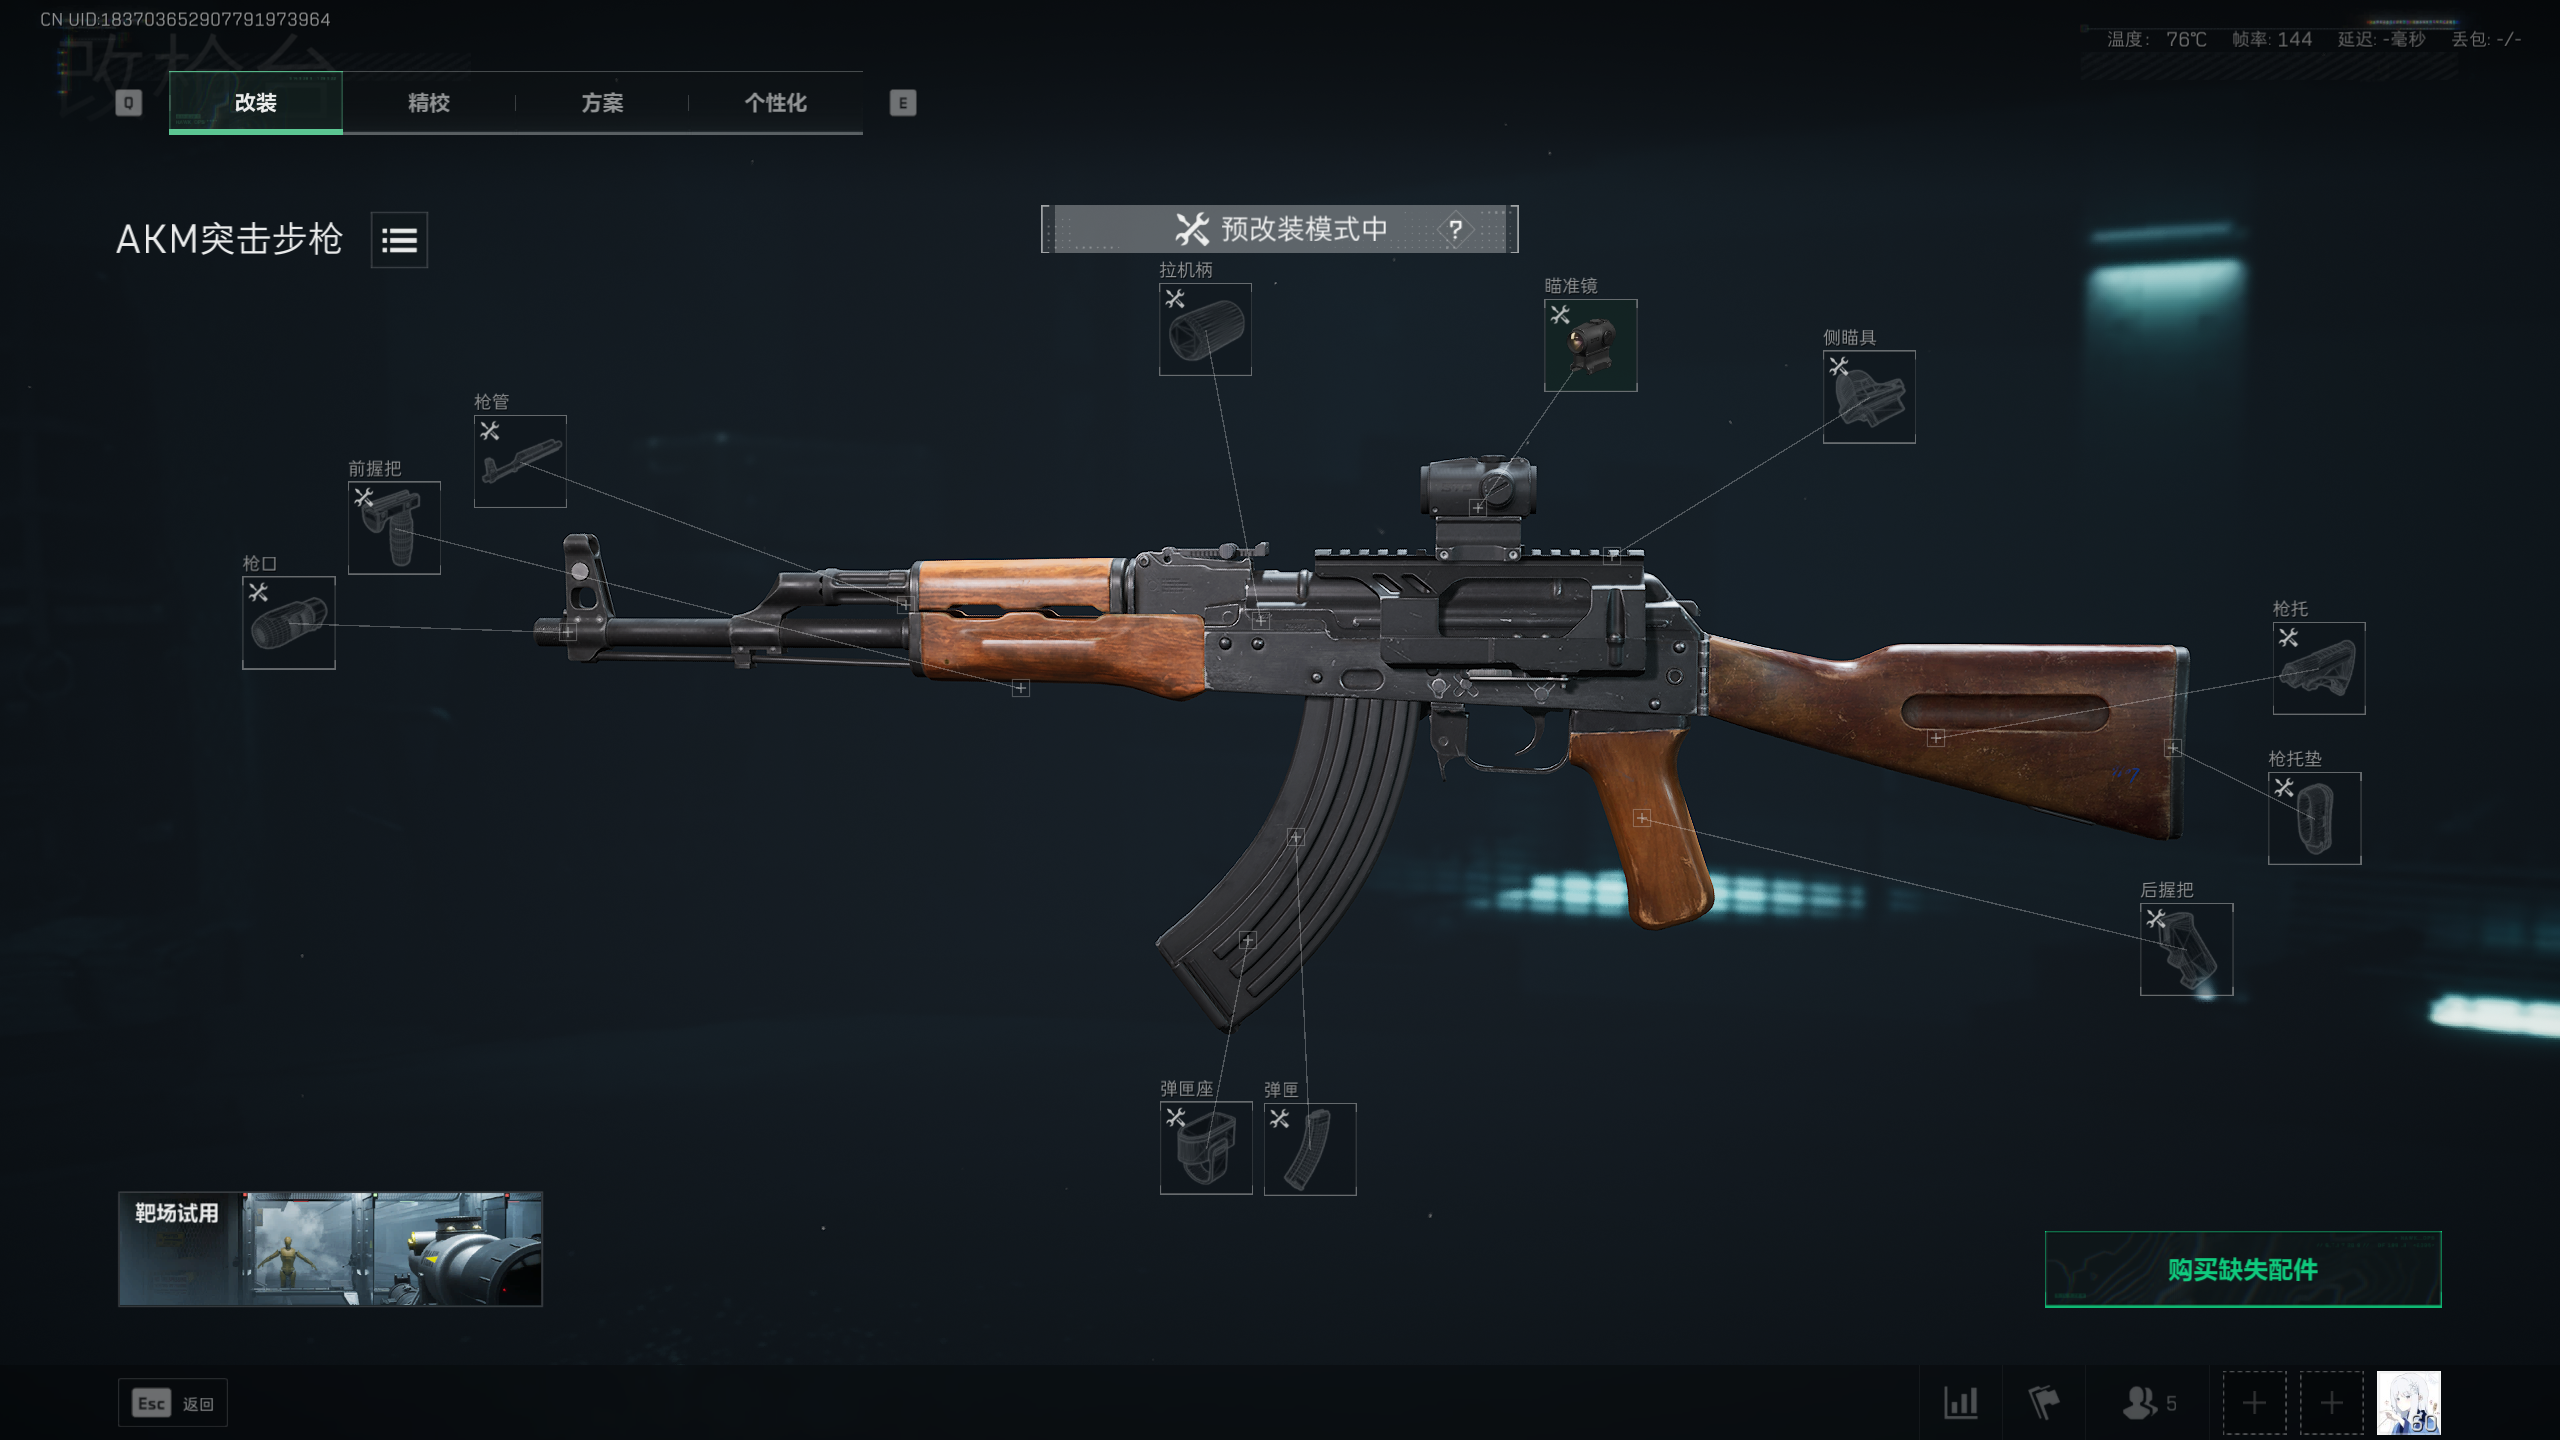 CN UID:183703652907791973964
改枪台
温度: 76℃ 帧率: 144 延迟: -毫秒 丢包: -/-
Q 改装 精校 方案 个性化 E
AKM突击步枪
预改装模式中 ?
拉机柄
瞄准镜
侧瞄具
枪管
前握把
枪口
枪托
枪托垫
后握把
弹匣座 弹匣
靶场试用
购买缺失配件
Esc 返回
5
60